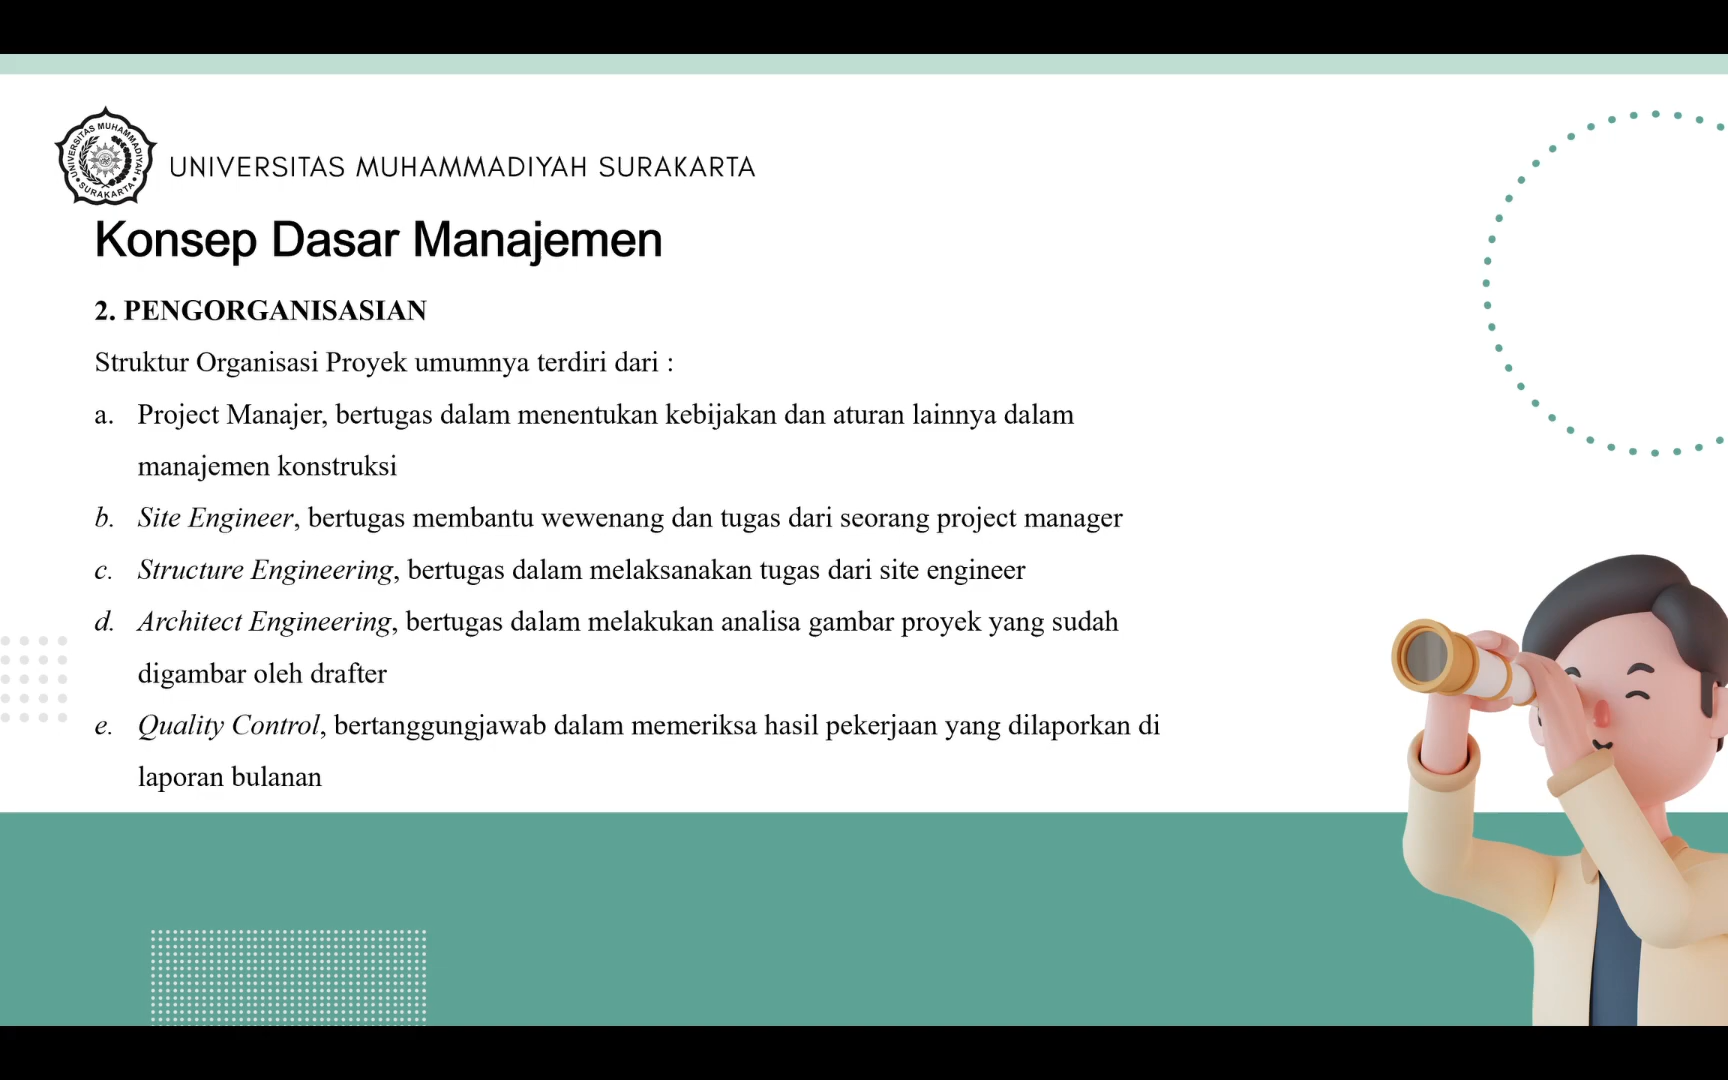 UNIVERSITAS MUHAMMADIYAH
SURAKARTA
UNIVERSITAS MUHAMMADIYAH SURAKARTA
Konsep Dasar Manajemen
2. PENGORGANISASIAN
Struktur Organisasi Proyek umumnya terdiri dari :
a. Project Manajer, bertugas dalam menentukan kebijakan dan aturan lainnya dalam
manajemen konstruksi
b. Site Engineer, bertugas membantu wewenang dan tugas dari seorang project manager
c. Structure Engineering, bertugas dalam melaksanakan tugas dari site engineer
d. Architect Engineering, bertugas dalam melakukan analisa gambar proyek yang sudah
digambar oleh drafter
e. Quality Control, bertanggungjawab dalam memeriksa hasil pekerjaan yang dilaporkan di
laporan bulanan